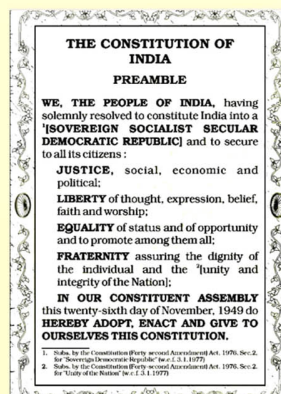 THE CONSTITUTION OF
INDIA
PREAMBLE
WE, THE PEOPLE OF INDIA, having
solemnly resolved to constitute India into a
¹[SOVEREIGN SOCIALIST SECULAR
DEMOCRATIC REPUBLIC] and to secure
to all its citizens :
JUSTICE, social, economic and
political;
LIBERTY of thought, expression, belief,
faith and worship;
EQUALITY of status and of opportunity
and to promote among them all;
FRATERNITY assuring the dignity of
the individual and the ²[unity and
integrity of the Nation];
IN OUR CONSTITUENT ASSEMBLY
this twenty-sixth day of November, 1949 do
HEREBY ADOPT, ENACT AND GIVE TO
OURSELVES THIS CONSTITUTION.
1. Subs. by the Constitution (Forty-second Amendment) Act, 1976, Sec.2,
for "Sovereign Democratic Republic" (w.e.f. 3.1.1977)
2. Subs. by the Constitution (Forty-second Amendment) Act, 1976, Sec.2,
for "Unity of the Nation" (w.e.f. 3.1.1977)